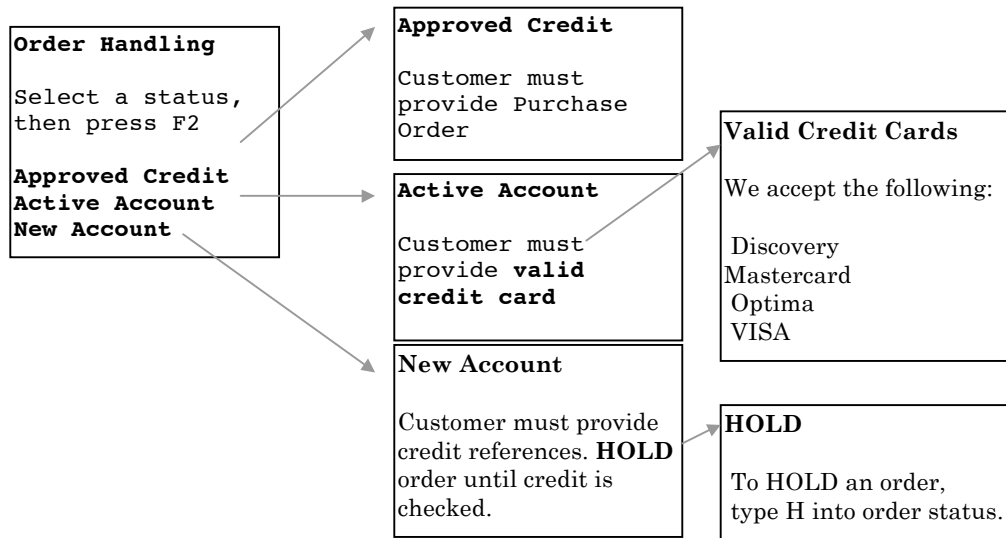 Order Handling
Select a status,
then press F2
Approved Credit
Active Account
New Account
Approved Credit
Customer must
provide Purchase
Order
Active Account
Customer must
provide valid
credit card
New Account
Customer must provide
credit references. HOLD
order until credit is
checked.
Valid Credit Cards
We accept the following:
Discovery
Mastercard
Optima
VISA
HOLD
To HOLD an order,
type H into order status.